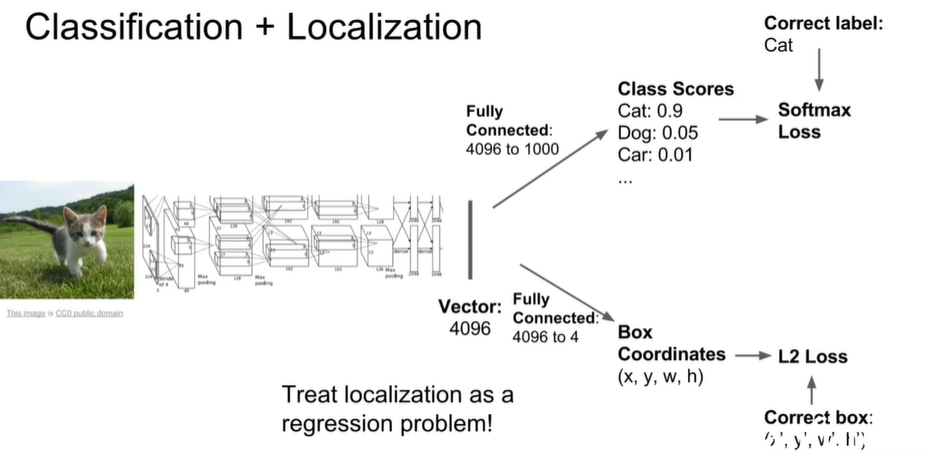 Classification + Localization
Correct label:
Cat
Class Scores
Cat: 0.9
Dog: 0.05
Car: 0.01
...
Softmax
Loss
Fully
Connected:
4096 to 1000
This image is CC0 public domain
Vector:
4096
Fully
Connected:
4096 to 4
Box
Coordinates
(x, y, w, h)
L2 Loss
Correct box:
Treat localization as a
regression problem!
Max
pooling
Max
pooling
Max
pooling